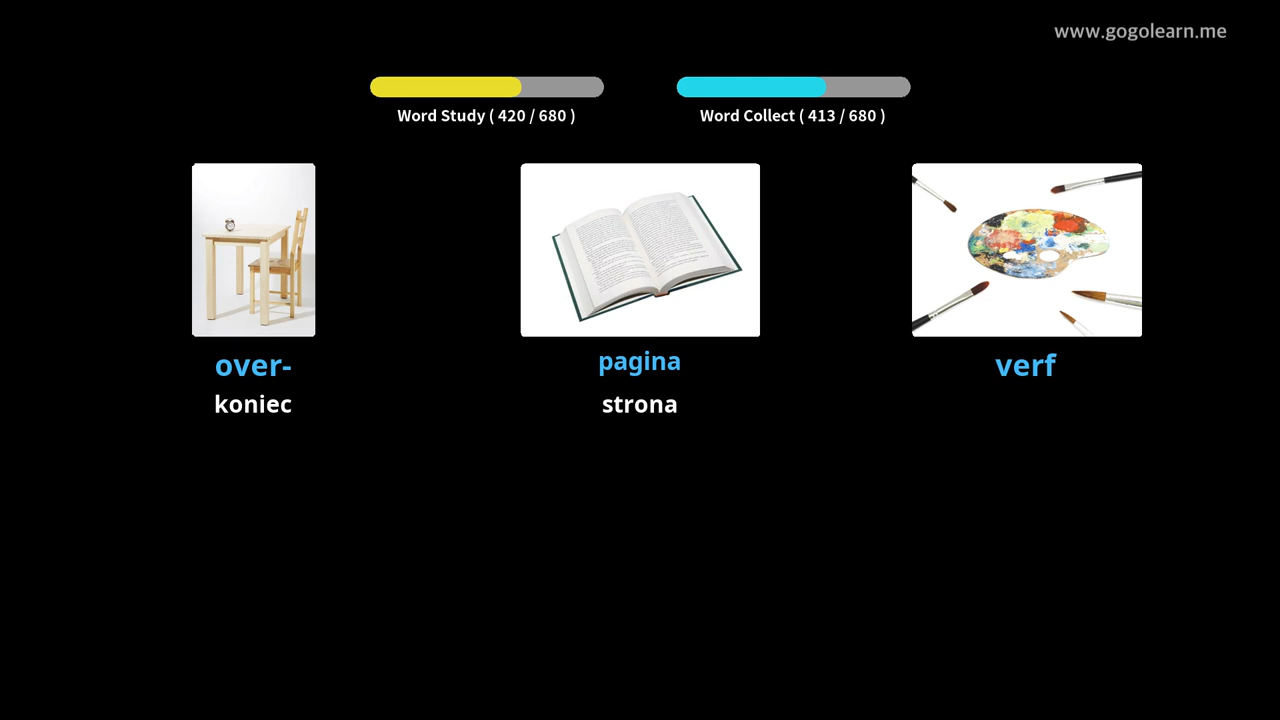 www.gogolearn.me
Word Study ( 420 / 680 )
Word Collect ( 413 / 680 )
over-
koniec
pagina
strona
verf